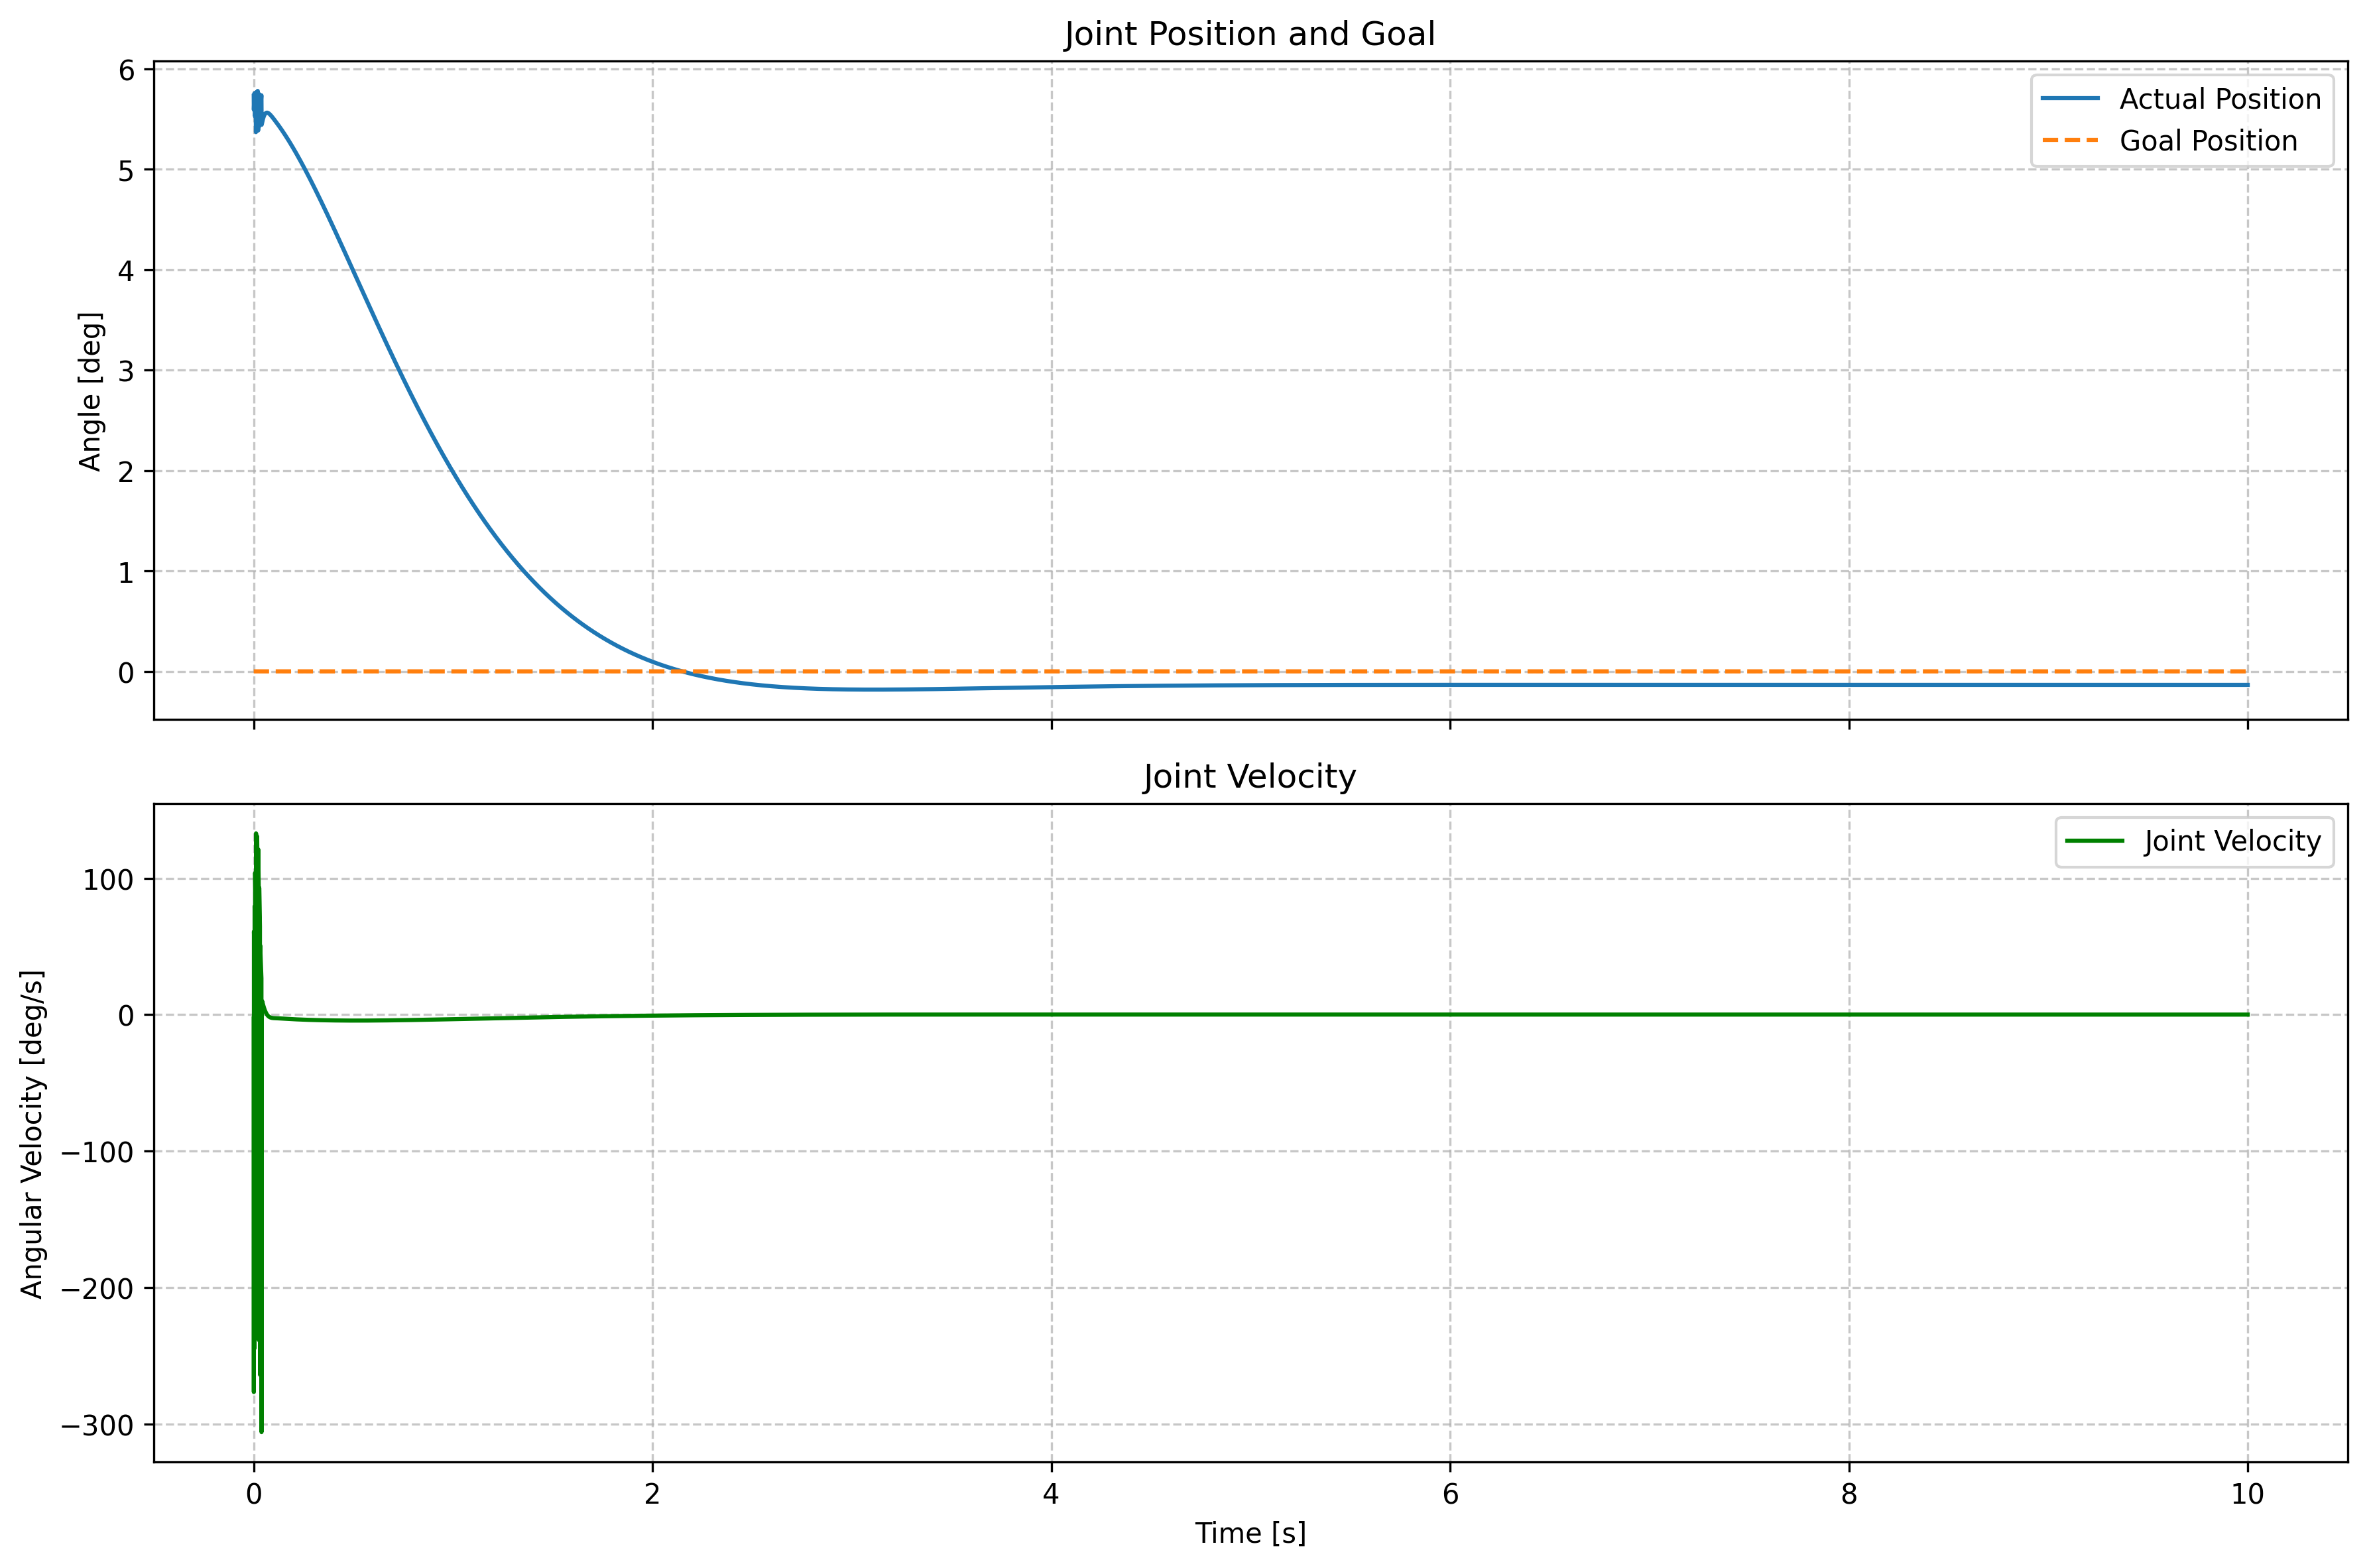 Joint Position and Goal
6
5
4
3
2
1
0
Angle [deg]
Actual Position
Goal Position
Joint Velocity
100
0
−100
−200
−300
Angular Velocity [deg/s]
Joint Velocity
0 2 4 6 8 10
Time [s]